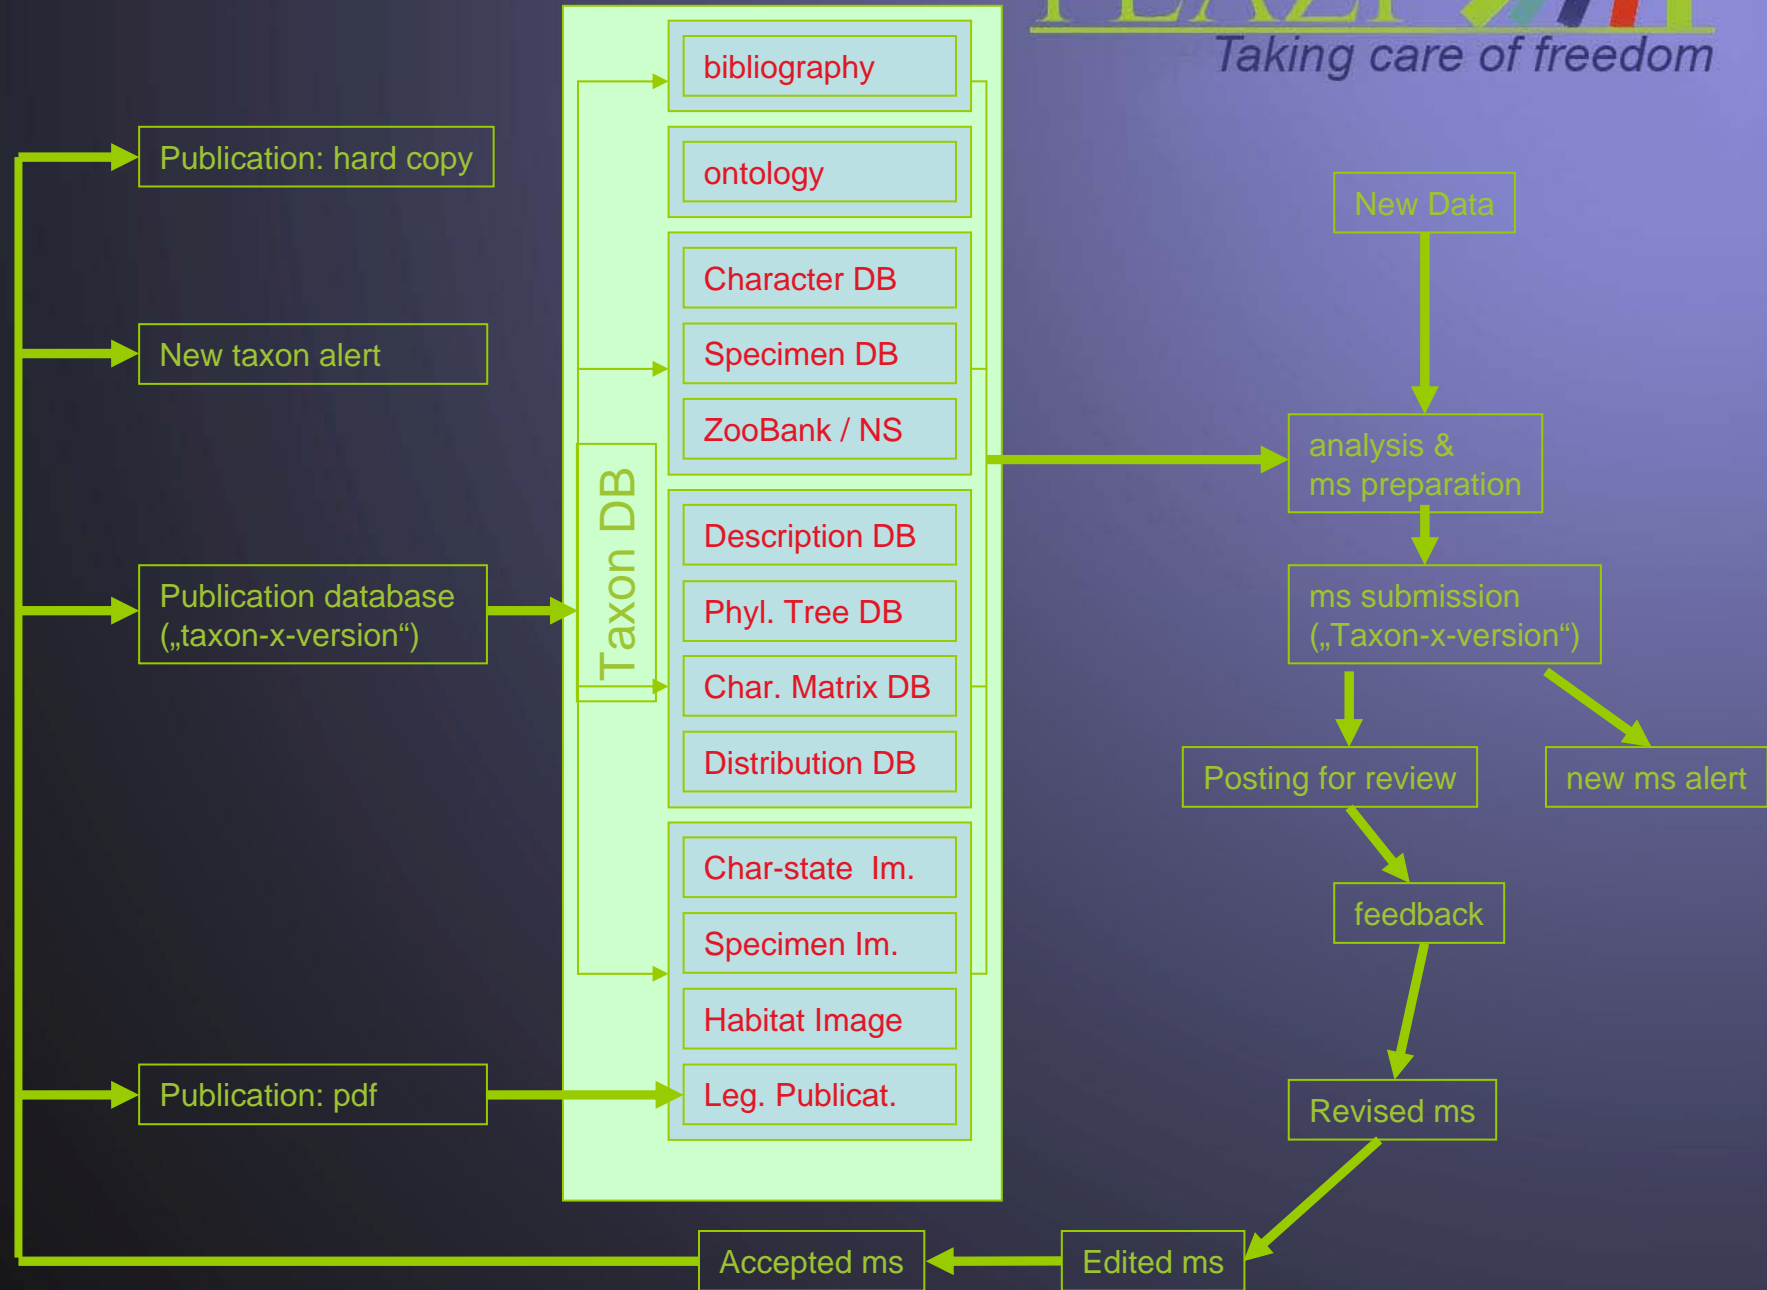 PLAZI
Taking care of freedom
Publication: hard copy
New taxon alert
Publication database
(„taxon-x-version“)
Publication: pdf
Taxon DB
bibliography
ontology
Character DB
Specimen DB
ZooBank / NS
Description DB
Phyl. Tree DB
Char. Matrix DB
Distribution DB
Char-state  Im.
Specimen Im.
Habitat Image
Leg. Publicat.
New Data
analysis &
ms preparation
ms submission
(„Taxon-x-version“)
Posting for review
new ms alert
feedback
Revised ms
Edited ms
Accepted ms